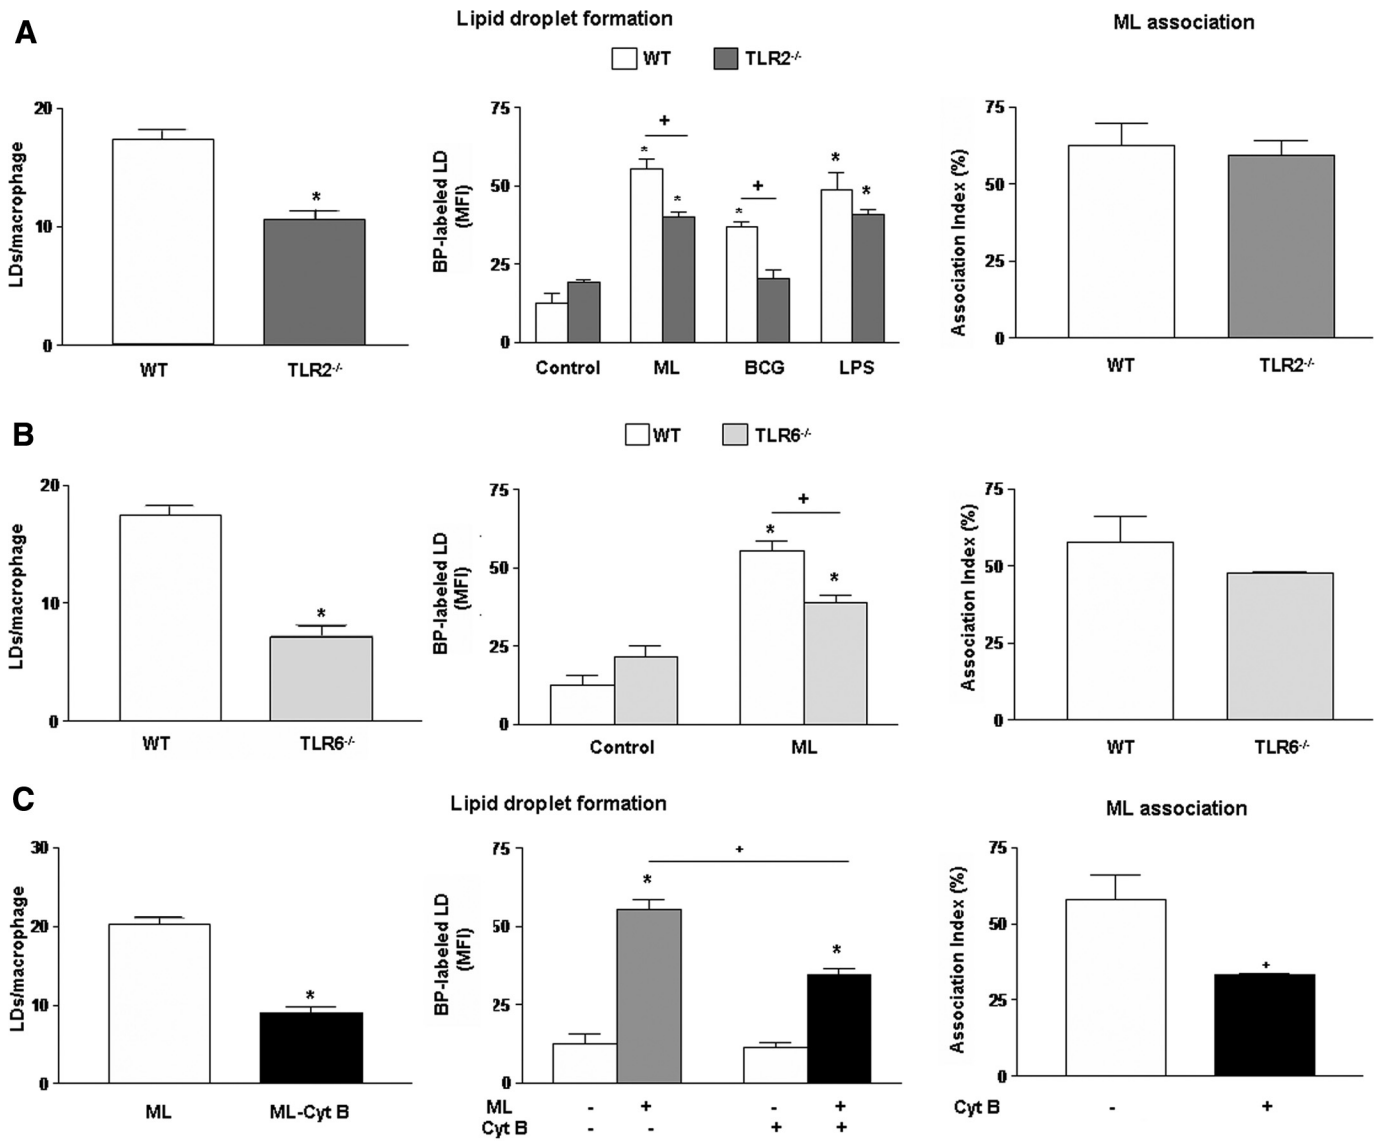 A
Lipid droplet formation
ML association
WT TLR2-/-
20
10
0
LDs/macrophage
*
WT TLR2-/-
75
50
25
0
BP-labeled LD
(MFI)
* + *
* +
* *
Control ML BCG LPS
75
50
25
0
Association Index (%)
WT TLR2-/-
B
WT TLR6-/-
20
10
0
LDs/macrophage
*
WT TLR6-/-
75
50
25
0
BP-labeled LD
(MFI)
+
* *
Control ML
75
50
25
0
Association Index (%)
WT TLR6-/-
C
Lipid droplet formation
ML association
30
20
10
0
LDs/macrophage
*
ML ML-Cyt B
75
50
25
0
BP-labeled LD
(MFI)
+
* *
ML - + - +
Cyt B - - + +
75
50
25
0
Association Index (%)
+
Cyt B - +